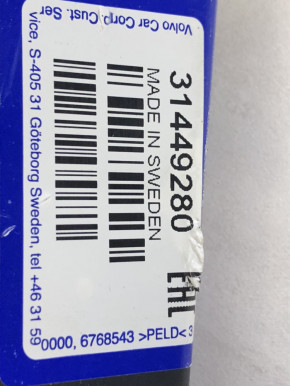 31449280 EAC
MADE IN SWEDEN
Volvo Car Corp. Cust. Ser
vice, S-405 31 Göteborg Sweden, tel +46 31 59
0000, 6768543 >PELD< 3